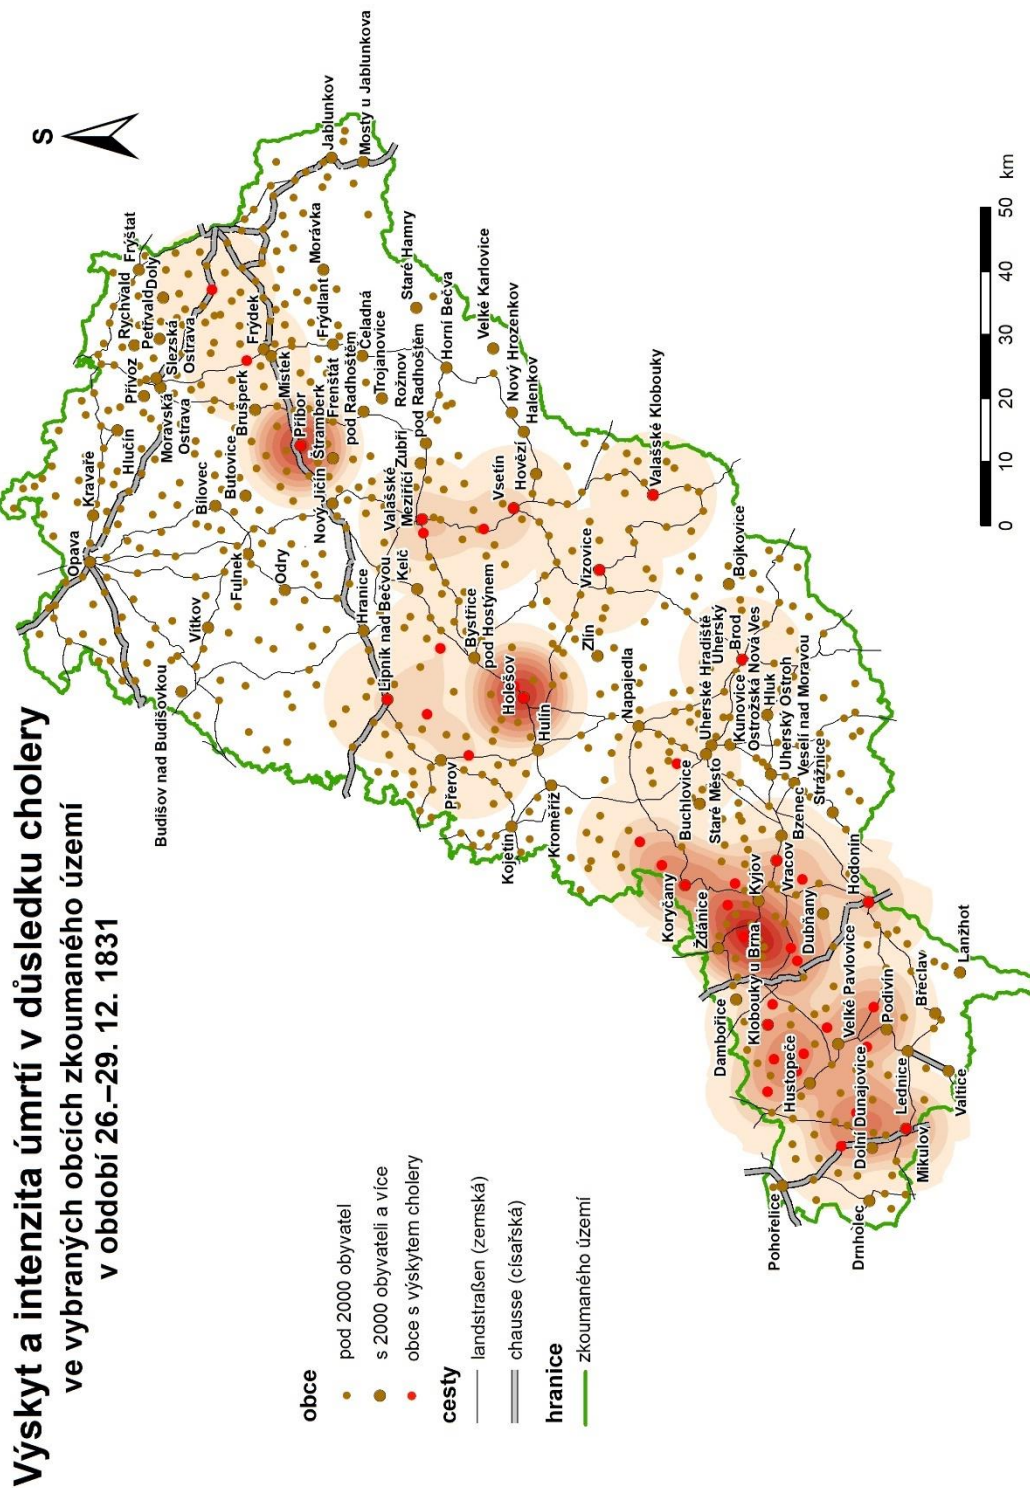 Výskyt a intenzita úmrtí v důsledku cholery
ve vybraných obcích zkoumaného území
v období 26.–29. 12. 1831
S
obce
pod 2000 obyvatel
s 2000 obyvateli a více
obce s výskytem cholery
cesty
landstraßen (zemská)
chausse (císařská)
hranice
zkoumaného území
0 10 20 30 40 50 km
Opava
Kravaře
Hlučín
Přívoz
Rychvald
Petřvald
Doly
Fryštat
Moravská
Ostrava
Slezská
Ostrava
Budišov nad Budišovkou
Vítkov
Bílovec
Butovice
Fulnek
Odry
Brušperk
Frýdek
Místek
Příbor
Štramberk
Nový Jičín
Frenštát
pod Radhoštěm
Frýdlant
Morávka
Jablunkov
Mosty u Jablunkova
Čeladná
Trojanovice
Staré Hamry
Rožnov
pod Radhoštěm
Zubří
Horní Bečva
Valašské
Meziříčí
Kelč
Hranice
Lipník nad Bečvou
Velké Karlovice
Nový Hrozenkov
Halenkov
Hovězí
Vsetín
Bystřice
pod Hostýnem
Holešov
Hulín
Přerov
Kojetín
Kroměříž
Vizovice
Zlín
Valašské Klobouky
Napajedla
Bojkovice
Uherské Hradiště
Uherský
Brod
Kunovice
Ostrožská Nová Ves
Hluk
Uherský Ostroh
Veselí nad Moravou
Strážnice
Buchlovice
Staré Město
Bzenec
Vracov
Kyjov
Koryčany
Ždánice
Hodonín
Dubňany
Klobouky u Brna
Dambořice
Velké Pavlovice
Podivín
Břeclav
Lanžhot
Hustopeče
Dolní Dunajovice
Lednice
Valtice
Mikulov
Pohořelice
Drnholec